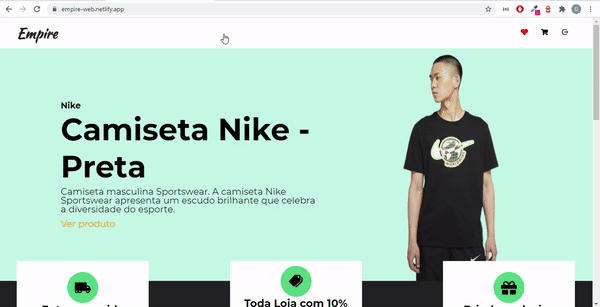 empire-web.netlify.app
Empire
Nike
Camiseta Nike -
Preta
Camiseta masculina Sportswear. A camiseta Nike
Sportswear apresenta um escudo brilhante que celebra
a diversidade do esporte.
Ver produto
Toda Loja com 10%